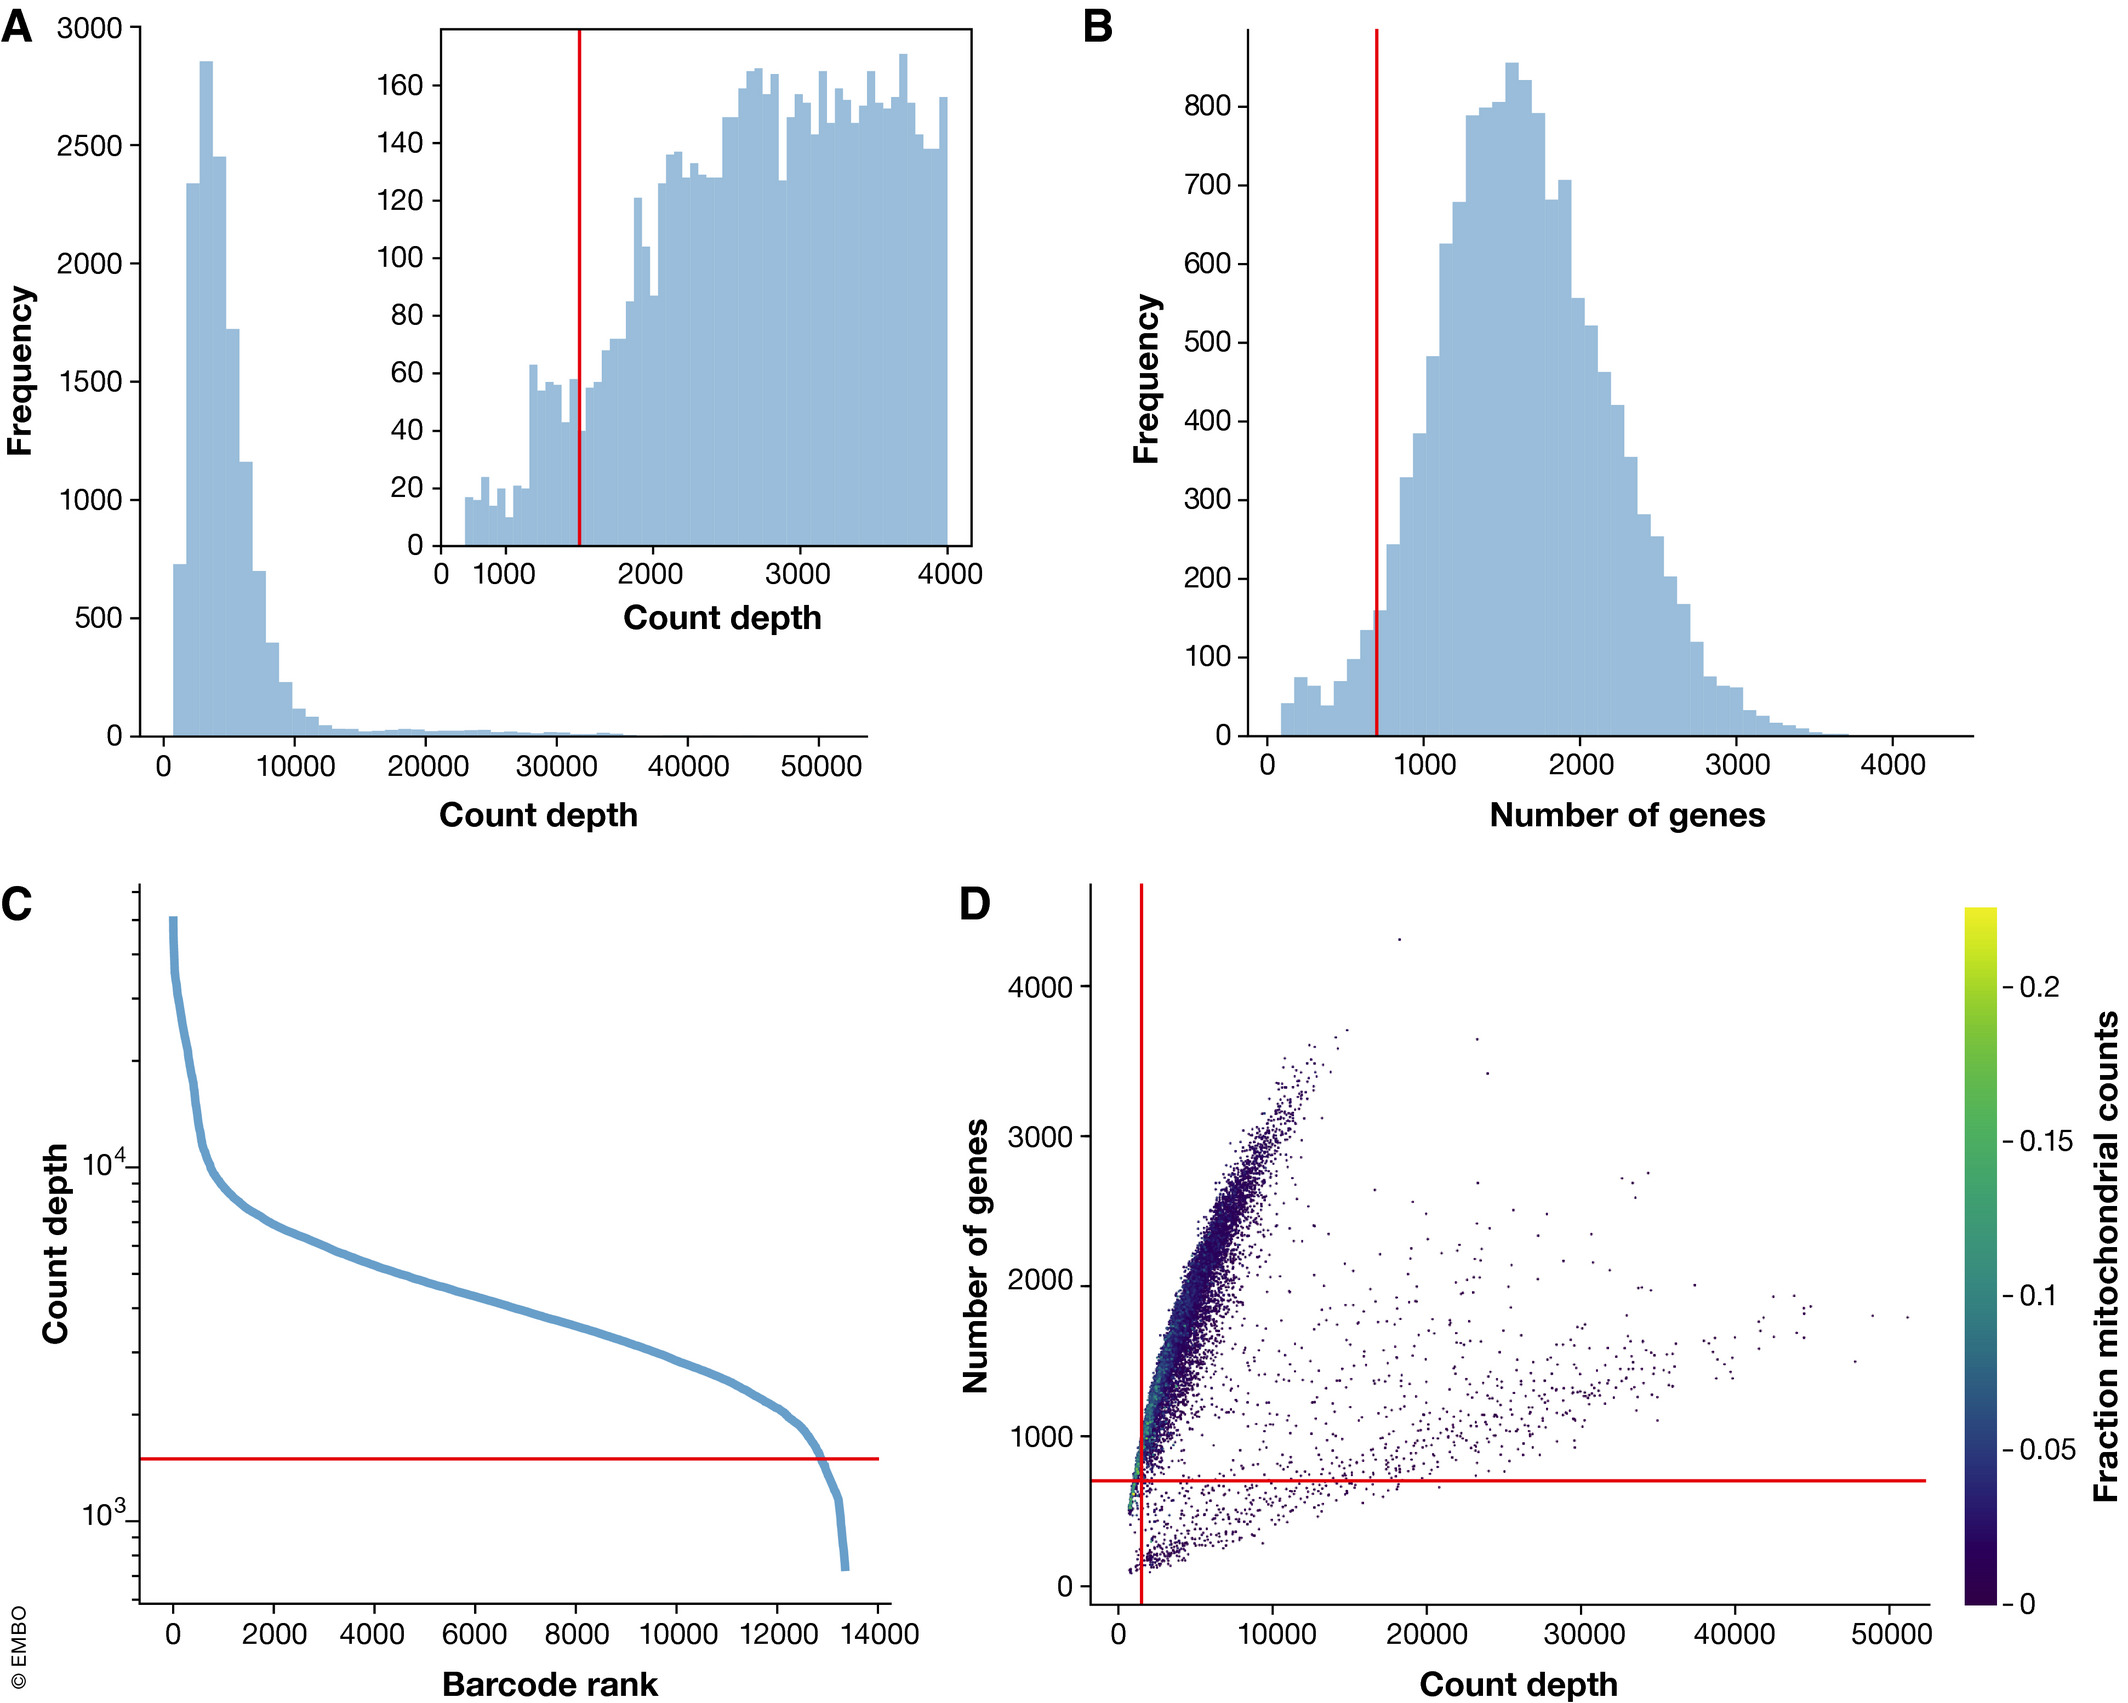 A
3000
2500
2000
1500
1000
500
0
Frequency
0 10000 20000 30000 40000 50000
Count depth
160
140
120
100
80
60
40
20
0
0 1000 2000 3000 4000
Count depth
B
800
700
600
500
400
300
200
100
0
Frequency
0 1000 2000 3000 4000
Number of genes
C
10^4
10^3
Count depth
0 2000 4000 6000 8000 10000 12000 14000
Barcode rank
D
4000
3000
2000
1000
0
Number of genes
0 10000 20000 30000 40000 50000
Count depth
0.2
0.15
0.1
0.05
0
Fraction mitochondrial counts
© EMBO